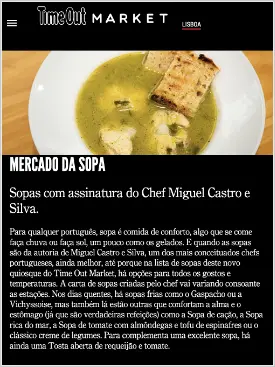 TimeOut MARKET
LISBOA
MERCADO DA SOPA
Sopas com assinatura do Chef Miguel Castro e
Silva.
Para qualquer português, sopa é comida de conforto, algo que se come
faça chuva ou faça sol, um pouco como os gelados. E quando as sopas
são da autoria de Miguel Castro e Silva, um dos mais conceituados chefs
portugueses, ainda melhor, até porque na lista de sopas deste novo
quiosque do Time Out Market, há opções para todos os gostos e
temperaturas. A carta de sopas criadas pelo chef vai variando consoante
as estações. Nos dias quentes, há sopas frias como o Gaspacho ou a
Vichyssoise, mas também lá estão outras que confortam a alma e o
estômago (já que são verdadeiras refeições) como a Sopa de cação, a Sopa
rica do mar, a Sopa de tomate com almôndegas e tofu de espinafres ou o
clássico creme de legumes. Para complementa uma excelente sopa, há
ainda uma Tosta aberta de requeijão e tomate.